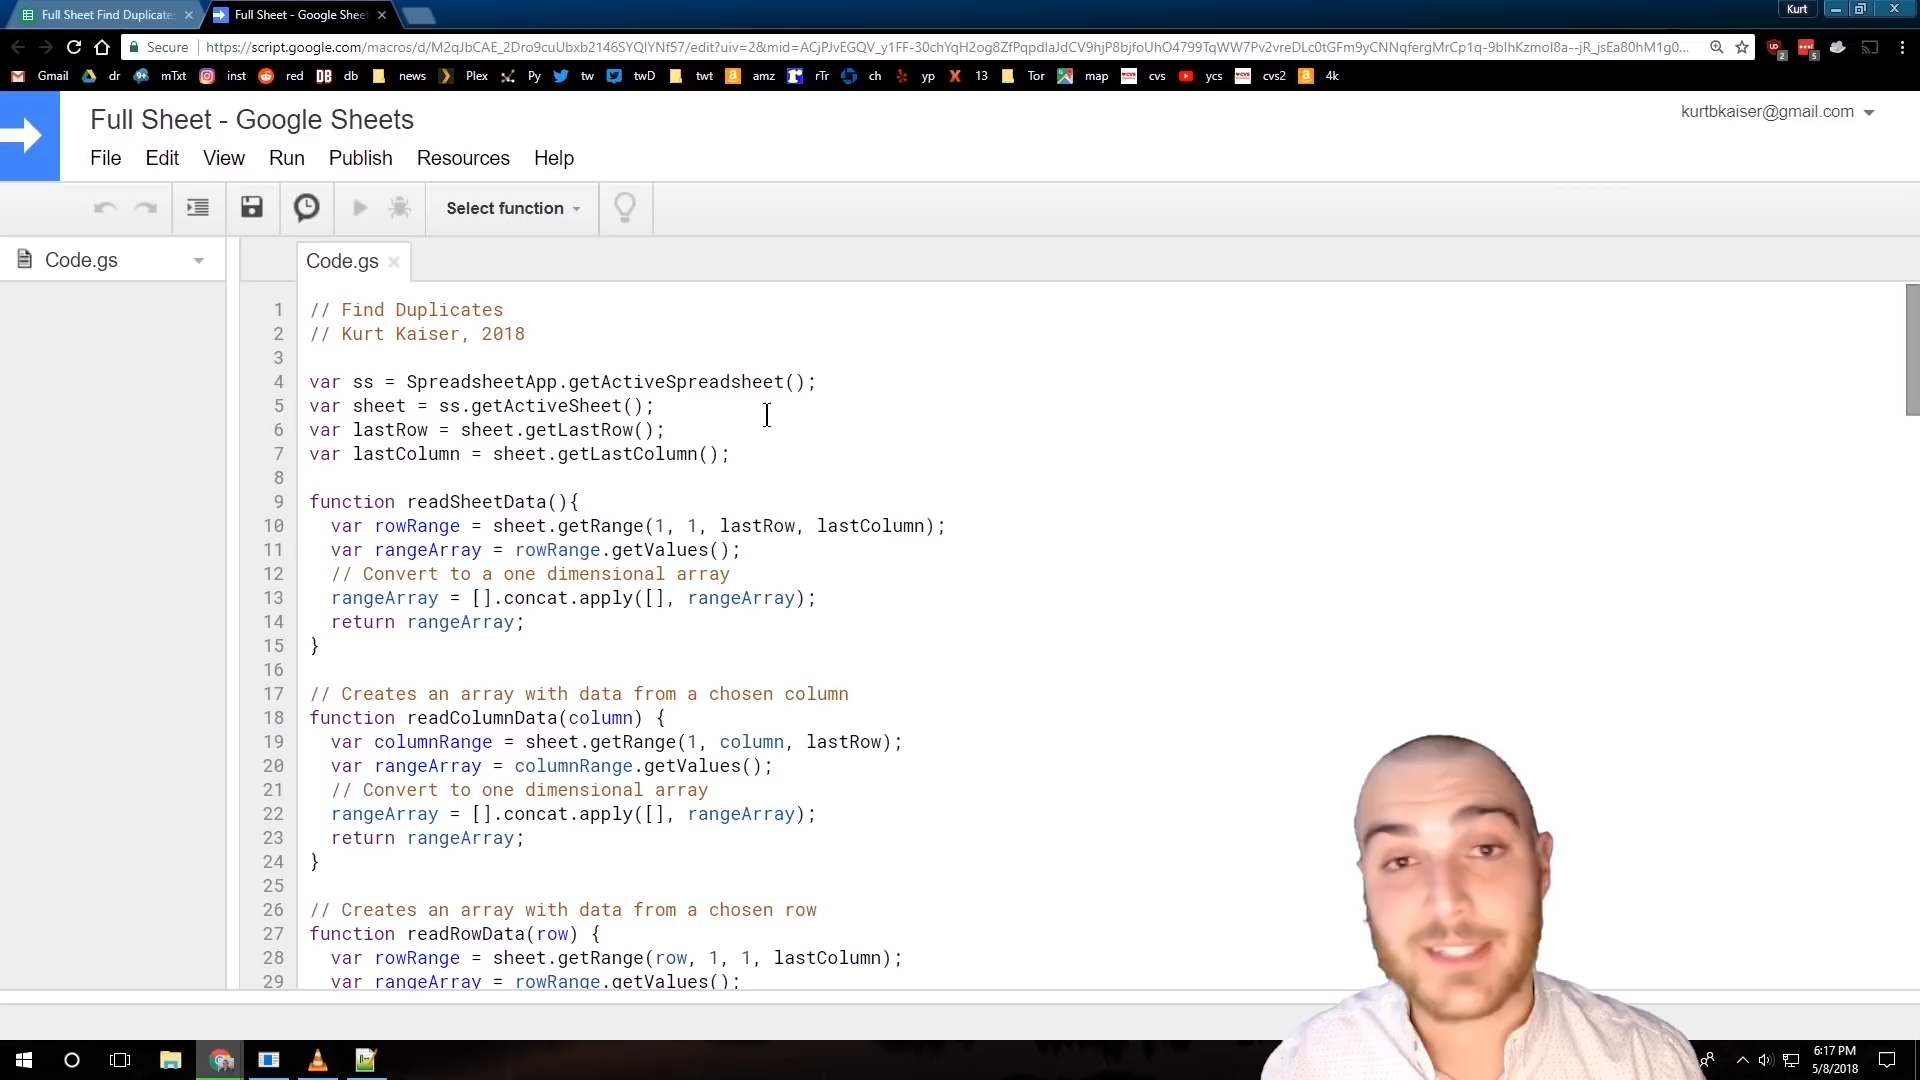 Full Sheet Find Duplicate
Full Sheet - Google Sheet
Kurt
Secure
Gmail dr mTxt inst red DB db news Plex Py tw twD twt amz rTr ch yp 13 Tor map cvs ycs cvs2 4k
Full Sheet - Google Sheets
kurtbkaiser@gmail.com
File Edit View Run Publish Resources Help
Select function
Code.gs
Code.gs
1 // Find Duplicates
2 // Kurt Kaiser, 2018
3
4 var ss = SpreadsheetApp.getActiveSpreadsheet();
5 var sheet = ss.getActiveSheet();
6 var lastRow = sheet.getLastRow();
7 var lastColumn = sheet.getLastColumn();
8
9 function readSheetData(){
10 var rowRange = sheet.getRange(1, 1, lastRow, lastColumn);
11 var rangeArray = rowRange.getValues();
12 // Convert to a one dimensional array
13 rangeArray = [].concat.apply([], rangeArray);
14 return rangeArray;
15 }
16
17 // Creates an array with data from a chosen column
18 function readColumnData(column) {
19 var columnRange = sheet.getRange(1, column, lastRow);
20 var rangeArray = columnRange.getValues();
21 // Convert to one dimensional array
22 rangeArray = [].concat.apply([], rangeArray);
23 return rangeArray;
24 }
25
26 // Creates an array with data from a chosen row
27 function readRowData(row) {
28 var rowRange = sheet.getRange(row, 1, 1, lastColumn);
29 var rangeArray = rowRange.getValues();
6:17 PM
5/8/2018